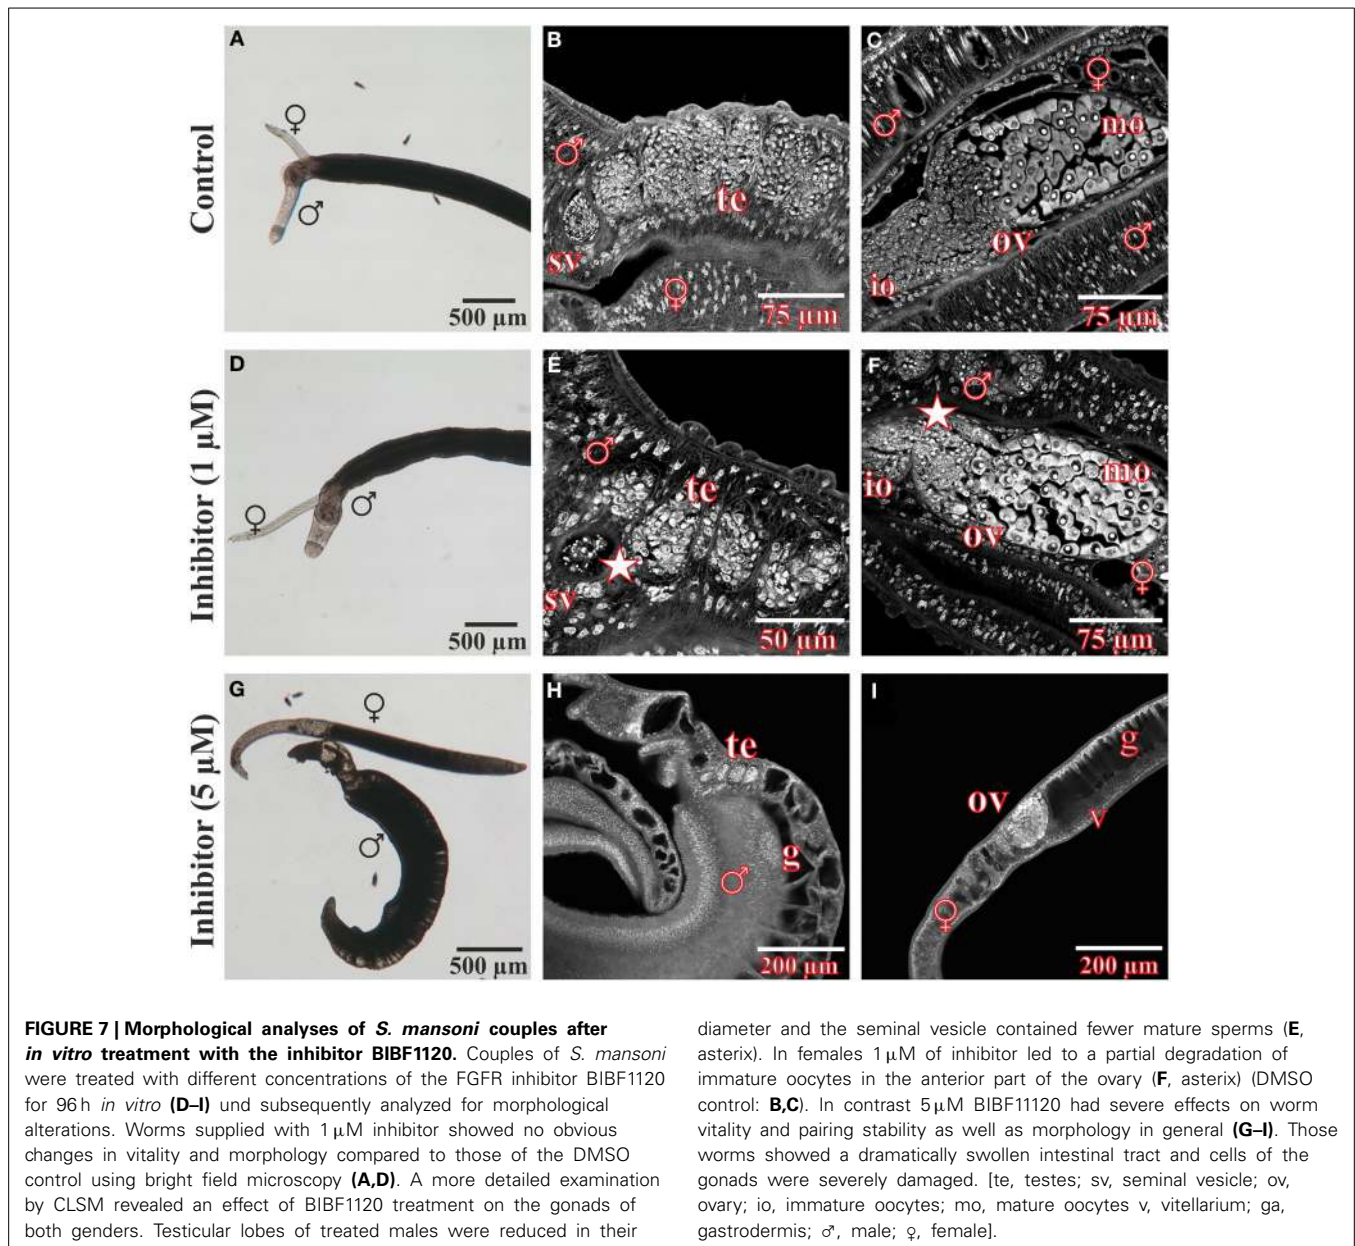 A
B
C
♀
♂
Control
500 µm
♂
te
sv
♀
75 µm
♀
♂
mo
ov
♂
io
75 µm
D
E
F
♀
♂
Inhibitor (1 µM)
500 µm
♂
te
sv
50 µm
♂
io
mo
ov
♀
75 µm
G
H
I
♀
♂
Inhibitor (5 µM)
500 µm
te
g
♂
200 µm
g
ov
v
♀
200 µm
FIGURE 7 | Morphological analyses of S. mansoni couples after
in vitro treatment with the inhibitor BIBF1120. Couples of S. mansoni
were treated with different concentrations of the FGFR inhibitor BIBF1120
for 96 h in vitro (D–I) und subsequently analyzed for morphological
alterations. Worms supplied with 1 µM inhibitor showed no obvious
changes in vitality and morphology compared to those of the DMSO
control using bright field microscopy (A,D). A more detailed examination
by CLSM revealed an effect of BIBF1120 treatment on the gonads of
both genders. Testicular lobes of treated males were reduced in their
diameter and the seminal vesicle contained fewer mature sperms (E,
asterix). In females 1 µM of inhibitor led to a partial degradation of
immature oocytes in the anterior part of the ovary (F, asterix) (DMSO
control: B,C). In contrast 5 µM BIBF11120 had severe effects on worm
vitality and pairing stability as well as morphology in general (G–I). Those
worms showed a dramatically swollen intestinal tract and cells of the
gonads were severely damaged. [te, testes; sv, seminal vesicle; ov,
ovary; io, immature oocytes; mo, mature oocytes v, vitellarium; ga,
gastrodermis; ♂, male; ♀, female].